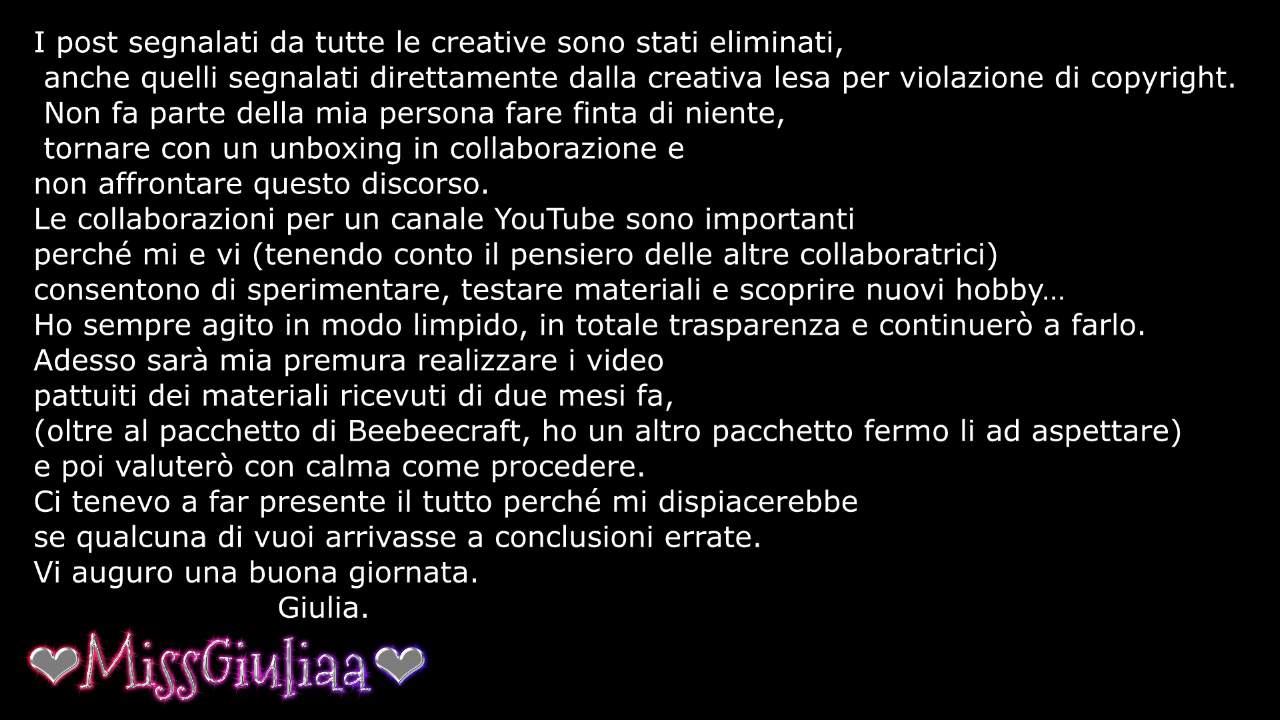 I post segnalati da tutte le creative sono stati eliminati,
anche quelli segnalati direttamente dalla creativa lesa per violazione di copyright.
Non fa parte della mia persona fare finta di niente,
tornare con un unboxing in collaborazione e
non affrontare questo discorso.
Le collaborazioni per un canale YouTube sono importanti
perché mi e vi (tenendo conto il pensiero delle altre collaboratrici)
consentono di sperimentare, testare materiali e scoprire nuovi hobby...
Ho sempre agito in modo limpido, in totale trasparenza e continuerò a farlo.
Adesso sarà mia premura realizzare i video
pattuiti dei materiali ricevuti di due mesi fa,
(oltre al pacchetto di Beebeecraft, ho un altro pacchetto fermo li ad aspettare)
e poi valuterò con calma come procedere.
Ci tenevo a far presente il tutto perché mi dispiacerebbe
se qualcuna di vuoi arrivasse a conclusioni errate.
Vi auguro una buona giornata.
Giulia.
❤MissGiuliaa❤